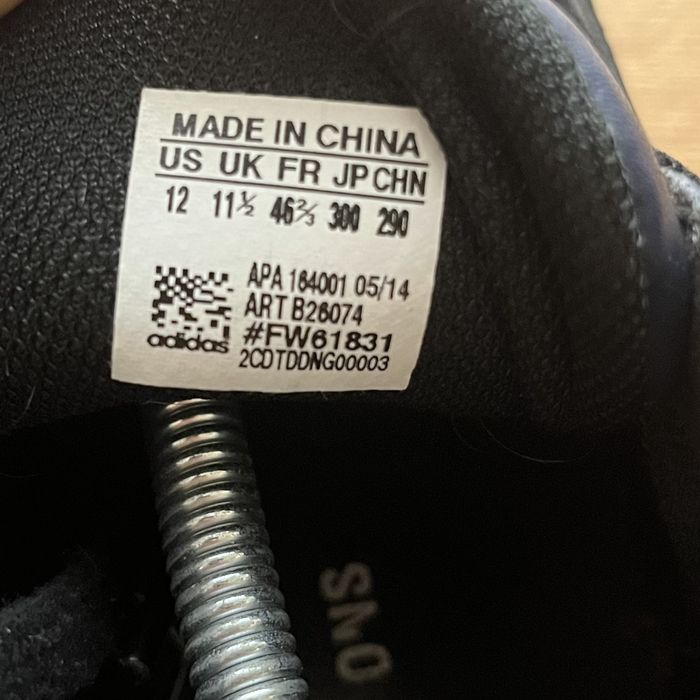 MADE IN CHINA
US UK FR JP CHN
12 11½ 46⅔ 300 290
APA 164001 05/14
ART B26074
#FW61831
2CDTDDNG00003
adidas